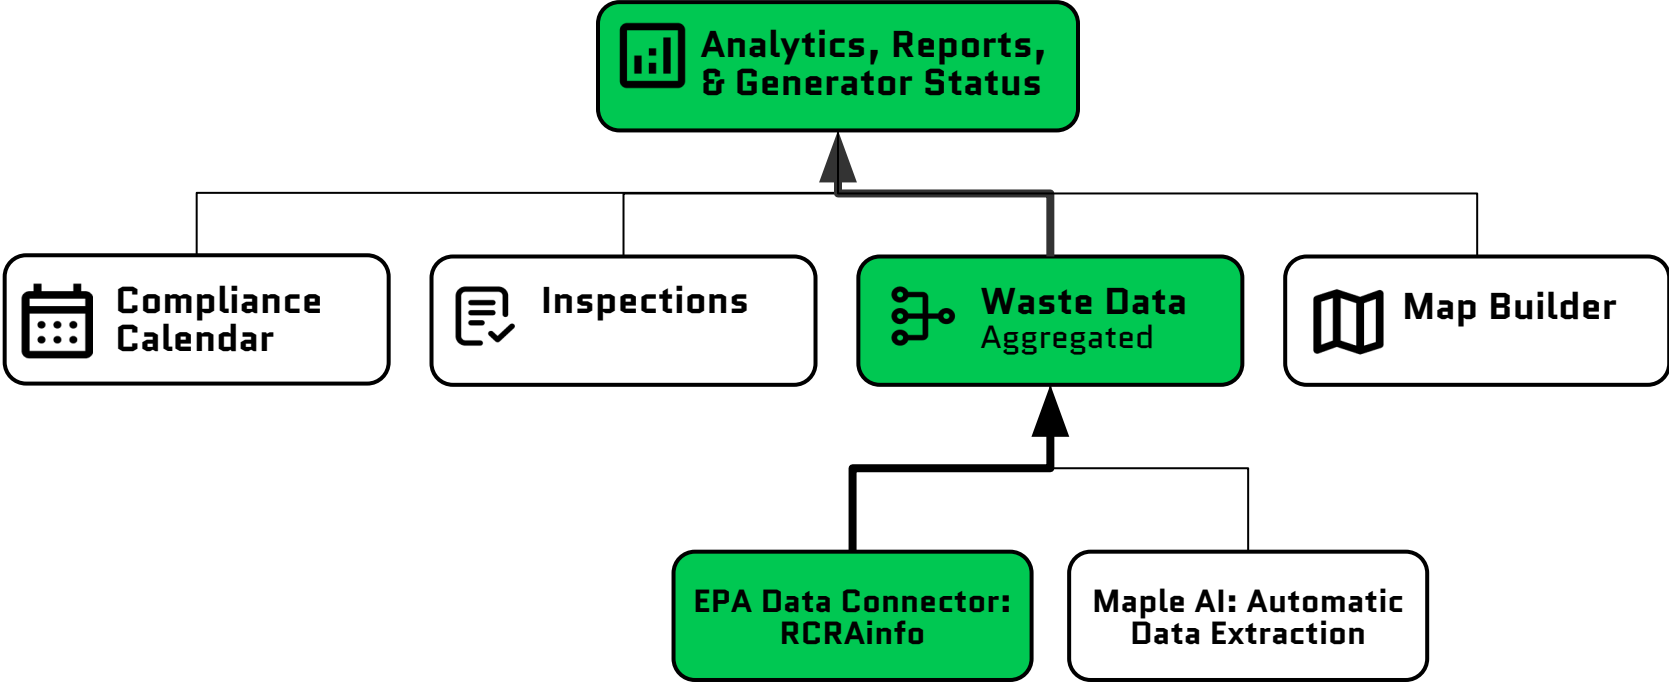 Analytics, Reports,
& Generator Status
Compliance
Calendar
Inspections
Waste Data
Aggregated
Map Builder
EPA Data Connector:
RCRAinfo
Maple AI: Automatic
Data Extraction